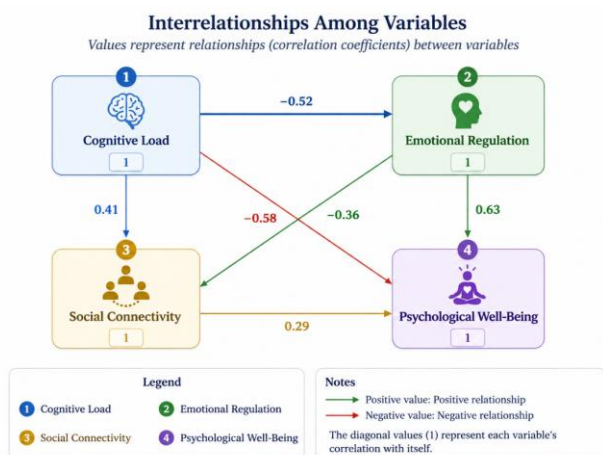 Interrelationships Among Variables
Values represent relationships (correlation coefficients) between variables
1
2
Cognitive Load
1
−0.52
Emotional Regulation
1
0.41
−0.58
−0.36
0.63
3
4
Social Connectivity
1
0.29
Psychological Well-Being
1
Legend
1 Cognitive Load
2 Emotional Regulation
3 Social Connectivity
4 Psychological Well-Being
Notes
Positive value: Positive relationship
Negative value: Negative relationship
The diagonal values (1) represent each variable's
correlation with itself.